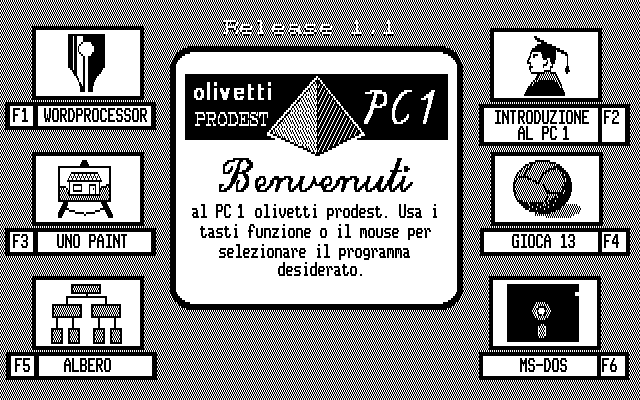 Release 1.1
olivetti
PRODEST
PC1
Benvenuti
al PC 1 olivetti prodest. Usa i
tasti funzione o il mouse per
selezionare il programma
desiderato.
F1 WORDPROCESSOR
INTRODUZIONE
AL PC 1 F2
F3 UNO PAINT
GIOCA 13 F4
F5 ALBERO
MS-DOS F6